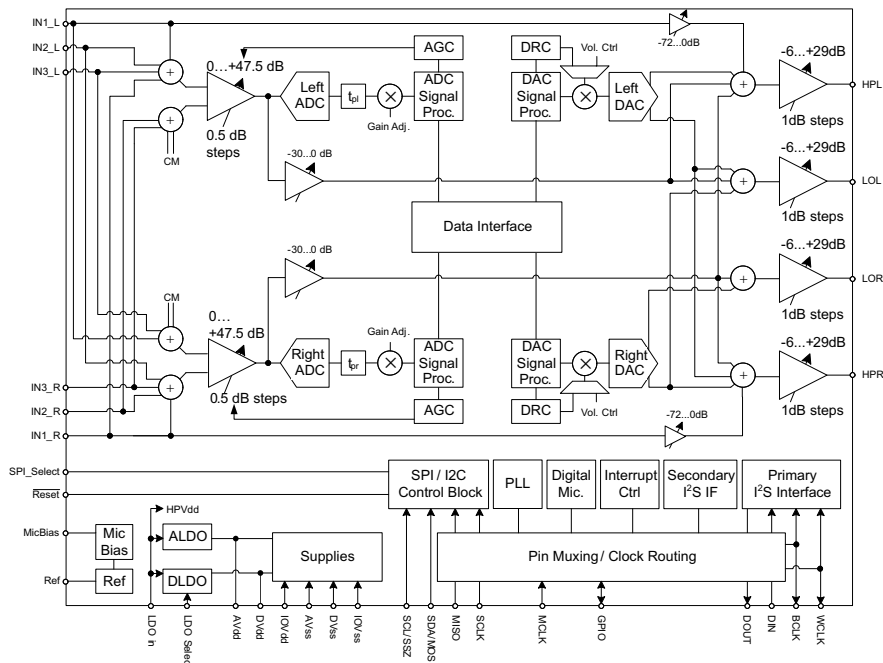 IN1_L
IN2_L
IN3_L
0…+47.5 dB
0.5 dB
steps
CM
AGC
Left
ADC
tpl
Gain Adj.
ADC
Signal
Proc.
DRC
Vol. Ctrl
DAC
Signal
Proc.
Left
DAC
-72...0dB
-6...+29dB
HPL
1dB steps
-30...0 dB
-6...+29dB
LOL
1dB steps
Data Interface
-30...0 dB
-6...+29dB
LOR
1dB steps
CM
0…
+47.5 dB
0.5 dB steps
Right
ADC
tpr
Gain Adj.
ADC
Signal
Proc.
AGC
DAC
Signal
Proc.
DRC
Vol. Ctrl
Right
DAC
-6...+29dB
HPR
1dB steps
IN3_R
IN2_R
IN1_R
-72...0dB
SPI_Select
Reset
SPI / I2C
Control Block
PLL
Digital
Mic.
Interrupt
Ctrl
Secondary
I²S IF
Primary
I²S Interface
MicBias
Mic
Bias
Ref
Ref
HPVdd
ALDO
DLDO
Supplies
Pin Muxing / Clock Routing
LDO in
LDO Select
AVdd
DVdd
IOVdd
AVss
DVss
IOVss
SCL/SSZ
SDA/MOS
MISO
SCLK
MCLK
GPIO
DOUT
DIN
BCLK
WCLK